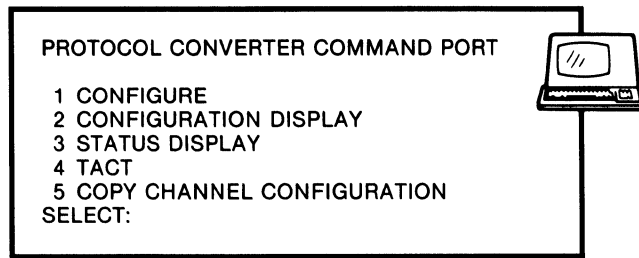 PROTOCOL CONVERTER COMMAND PORT
1 CONFIGURE
2 CONFIGURATION DISPLAY
3 STATUS DISPLAY
4 TACT
5 COPY CHANNEL CONFIGURATION
SELECT: